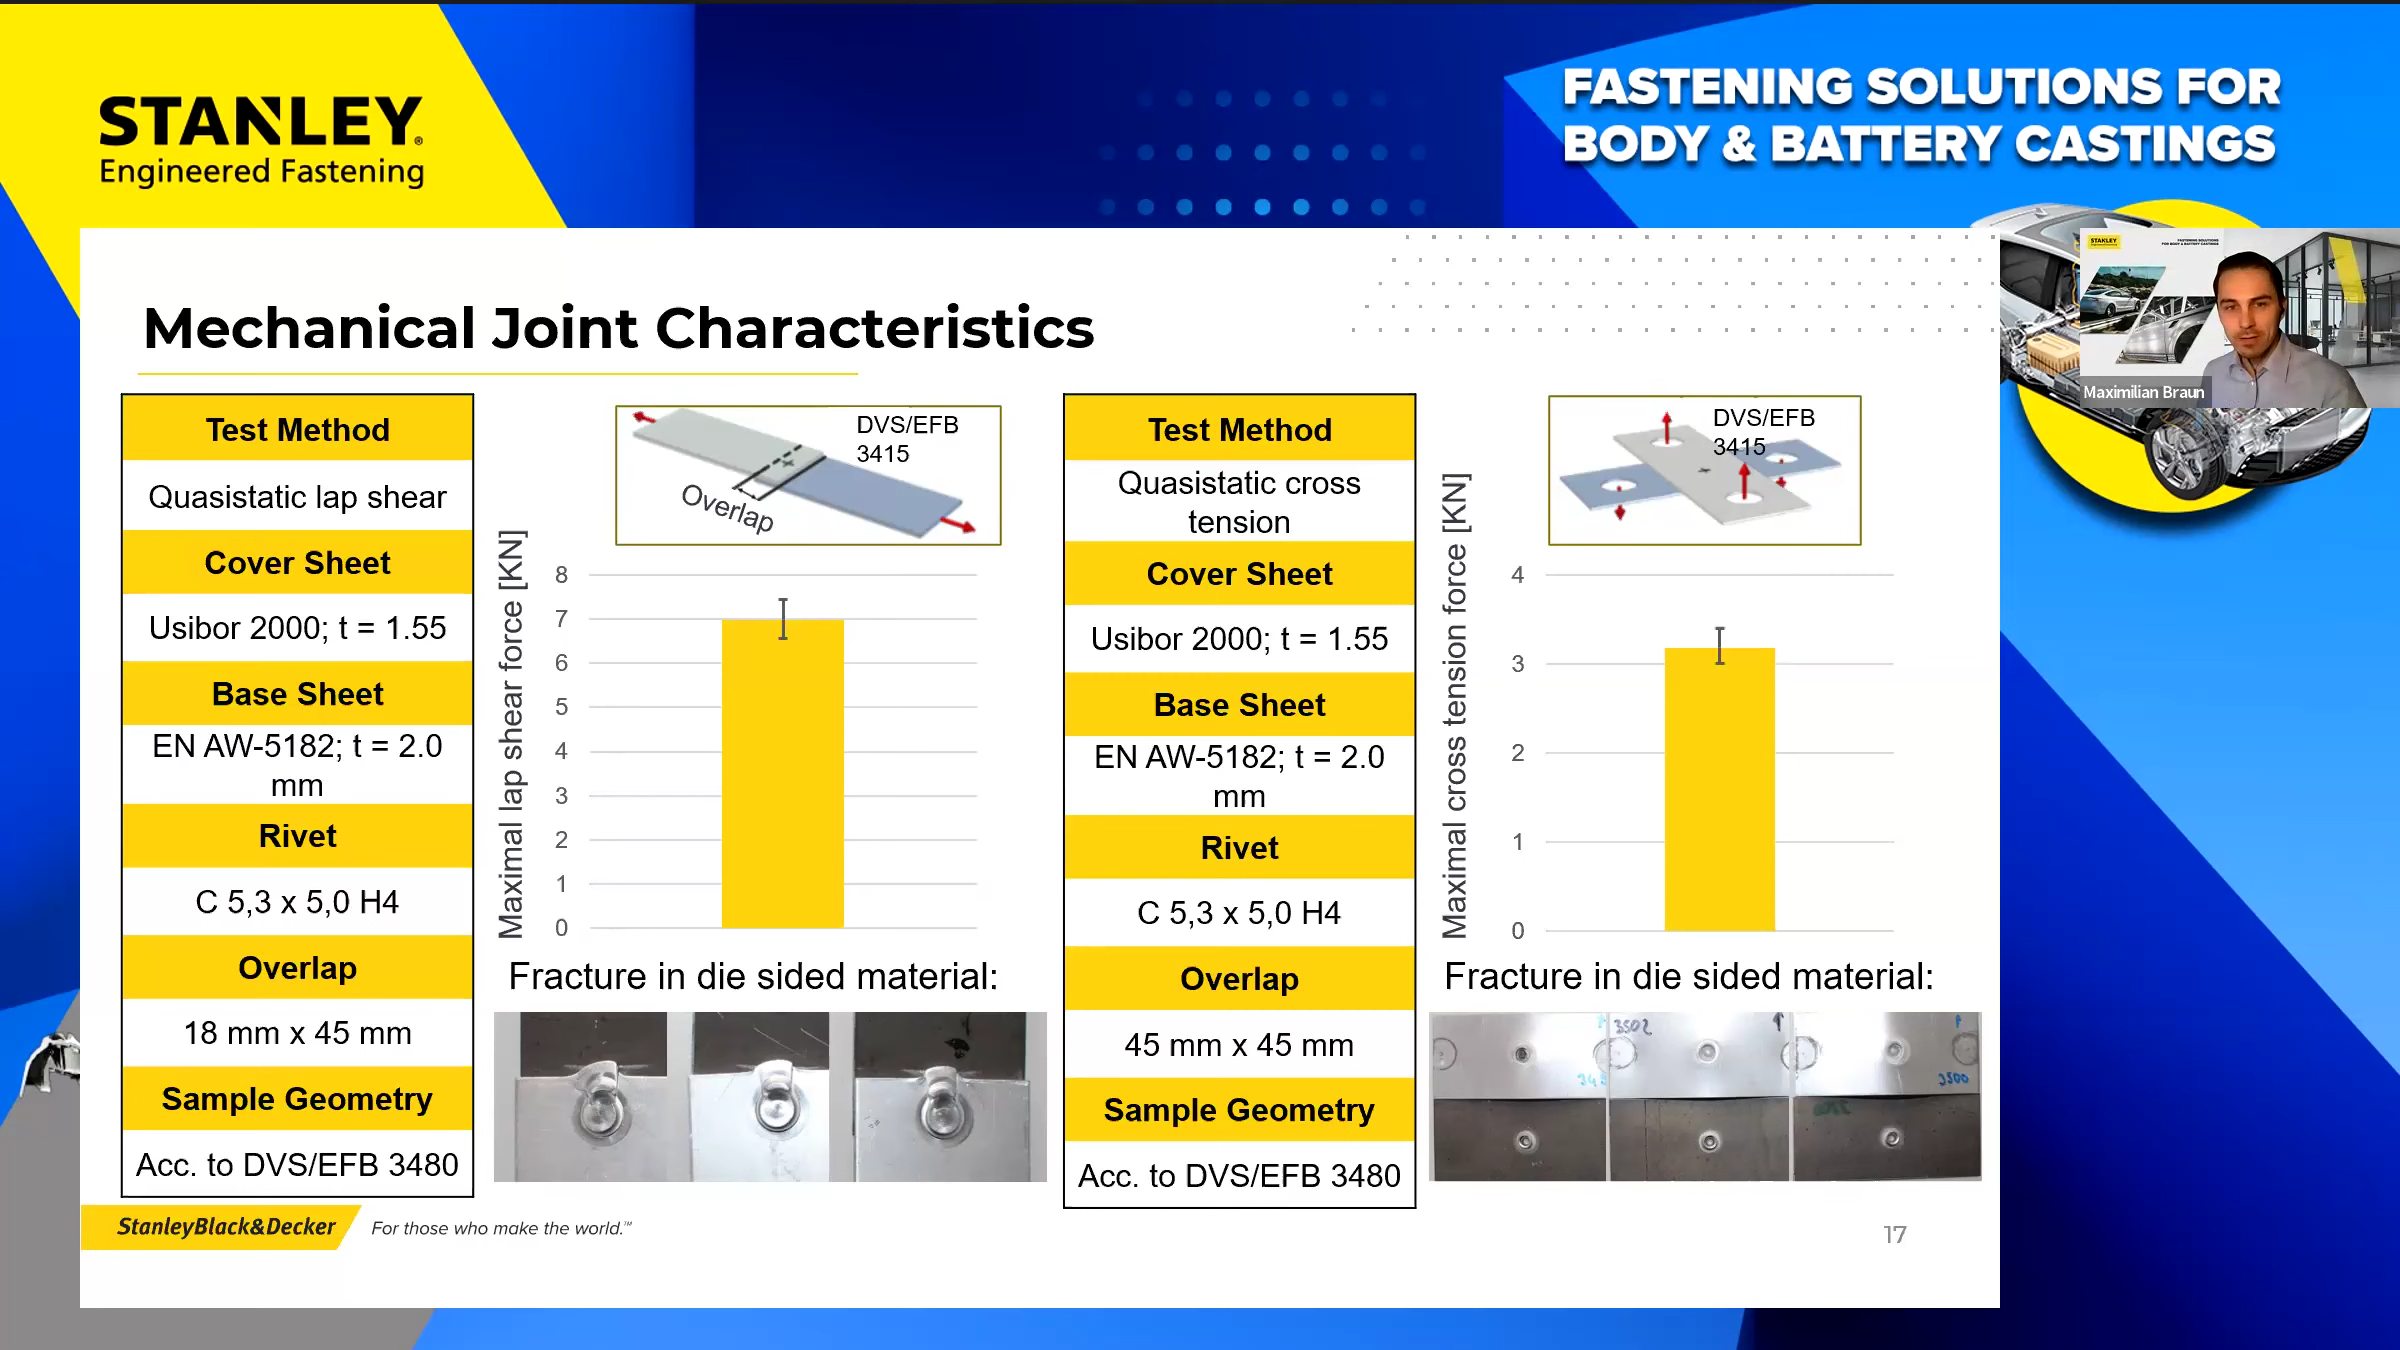 STANLEY®
Engineered Fastening
FASTENING SOLUTIONS FOR
BODY & BATTERY CASTINGS
STANLEY
Maximilian Braun
Mechanical Joint Characteristics
Test Method
Quasistatic lap shear
Cover Sheet
Usibor 2000; t = 1.55
Base Sheet
EN AW-5182; t = 2.0
mm
Rivet
C 5,3 x 5,0 H4
Overlap
18 mm x 45 mm
Sample Geometry
Acc. to DVS/EFB 3480
DVS/EFB
3415
Overlap
Maximal lap shear force [KN]
8
7
6
5
4
3
2
1
0
Fracture in die sided material:
Test Method
Quasistatic cross
tension
Cover Sheet
Usibor 2000; t = 1.55
Base Sheet
EN AW-5182; t = 2.0
mm
Rivet
C 5,3 x 5,0 H4
Overlap
45 mm x 45 mm
Sample Geometry
Acc. to DVS/EFB 3480
DVS/EFB
3415
Maximal cross tension force [KN]
4
3
2
1
0
Fracture in die sided material:
3502
3500
StanleyBlack&Decker
For those who make the world.™
17